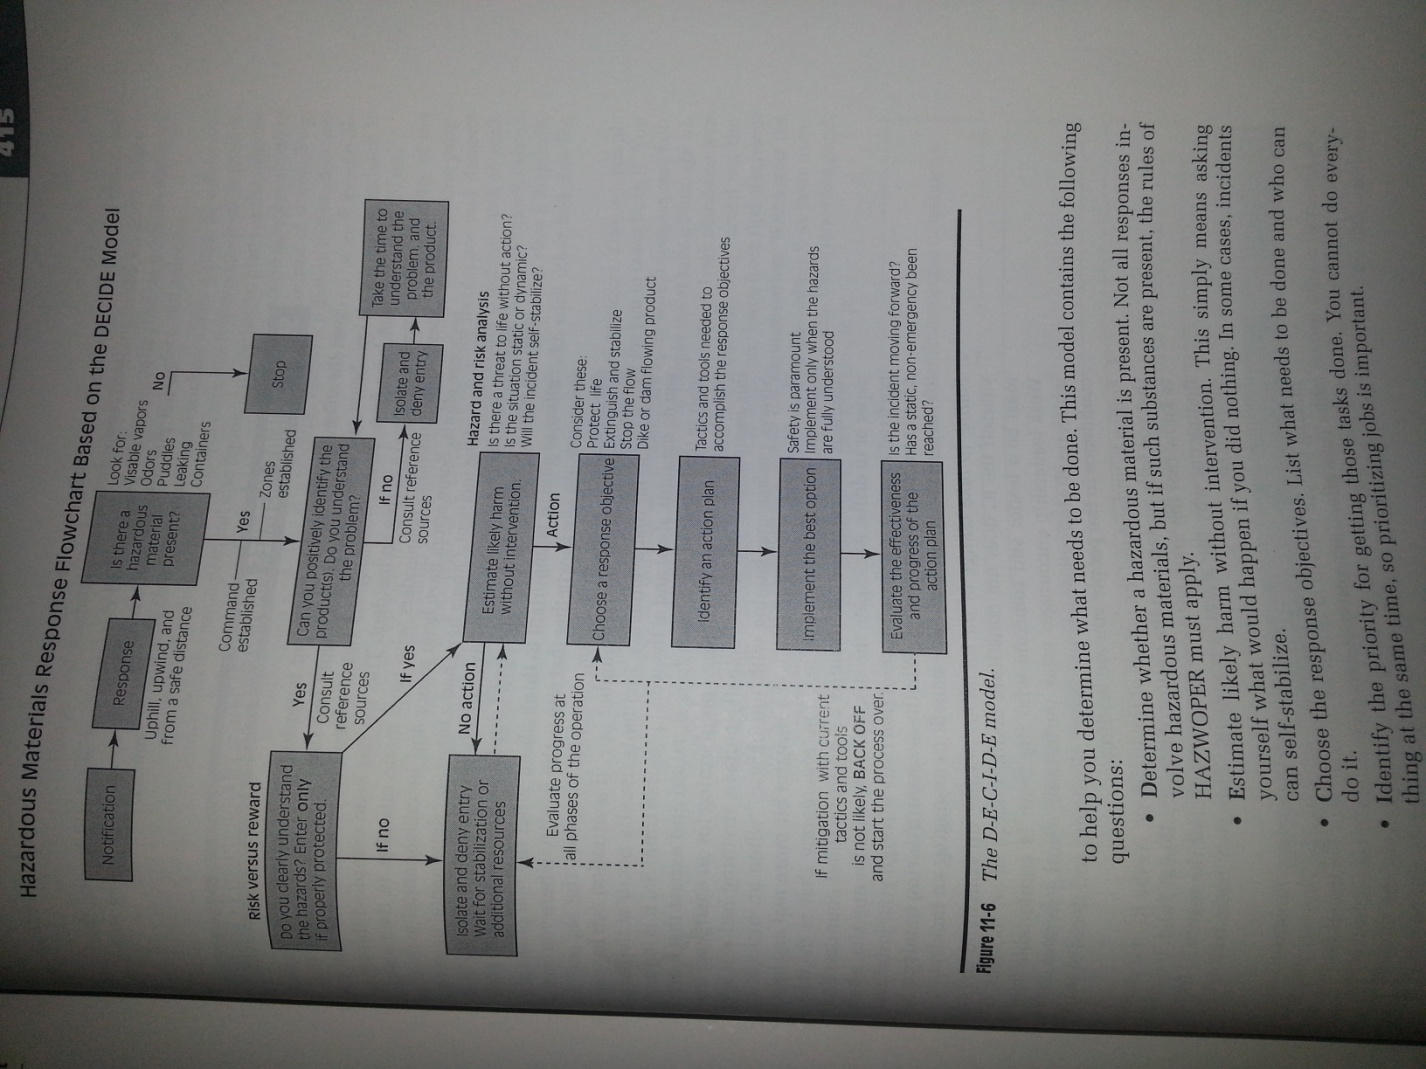 415
Hazardous Materials Response Flowchart Based on the DECIDE Model
Notification
Response
Uphill, upwind, and
from a safe distance
Is there a
hazardous
material
present?
Look for:
Visable vapors
Odors
Puddles
Leaking
Containers
No
Stop
Command
established
Yes
Zones
established
Risk versus reward
Do you clearly understand
the hazards? Enter only
if properly protected.
Yes
Consult
reference
sources
Can you positively identify the
product(s). Do you understand
the problem?
If no
Consult reference
sources
Isolate and
deny entry
Take the time to
understand the
problem, and
the product.
If no
If yes
Isolate and deny entry
Wait for stabilization or
additional resources
No action
Estimate likely harm
without intervention.
Hazard and risk analysis
Is there a threat to life without action?
Is the situation static or dynamic?
Will the incident self-stabilize?
Action
Evaluate progress at
all phases of the operation
Choose a response objective
Consider these:
Protect life
Extinguish and stabilize
Stop the flow
Dike or dam flowing product
Identify an action plan
Tactics and tools needed to
accomplish the response objectives
Implement the best option
Safety is paramount
Implement only when the hazards
are fully understood
If mitigation with current
tactics and tools
is not likely, BACK OFF
and start the process over.
Evaluate the effectiveness
and progress of the
action plan
Is the incident moving forward?
Has a static, non-emergency been
reached?
Figure 11-6 The D-E-C-I-D-E model.
to help you determine what needs to be done. This model contains the following
questions:
• Determine whether a hazardous material is present. Not all responses in-
volve hazardous materials, but if such substances are present, the rules of
HAZWOPER must apply.
• Estimate likely harm without intervention. This simply means asking
yourself what would happen if you did nothing. In some cases, incidents
can self-stabilize.
• Choose the response objectives. List what needs to be done and who can
do it.
• Identify the priority for getting those tasks done. You cannot do every-
thing at the same time, so prioritizing jobs is important.